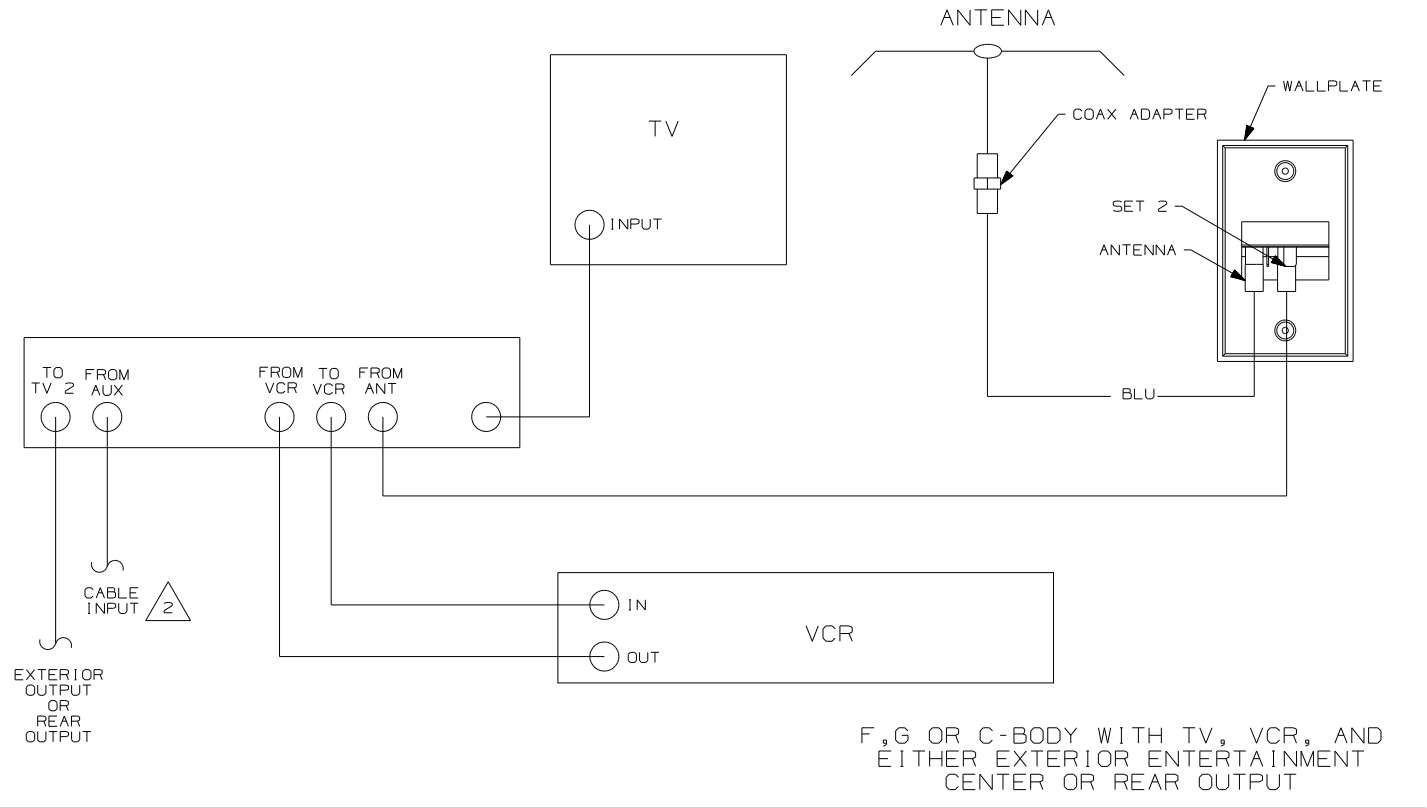 ANTENNA
WALLPLATE
COAX ADAPTER
TV
INPUT
SET 2
ANTENNA
TO
TV 2
FROM
AUX
FROM
VCR
TO
VCR
FROM
ANT
BLU
CABLE
INPUT
2
IN
VCR
OUT
EXTERIOR
OUTPUT
OR
REAR
OUTPUT
F,G OR C-BODY WITH TV, VCR, AND
EITHER EXTERIOR ENTERTAINMENT
CENTER OR REAR OUTPUT